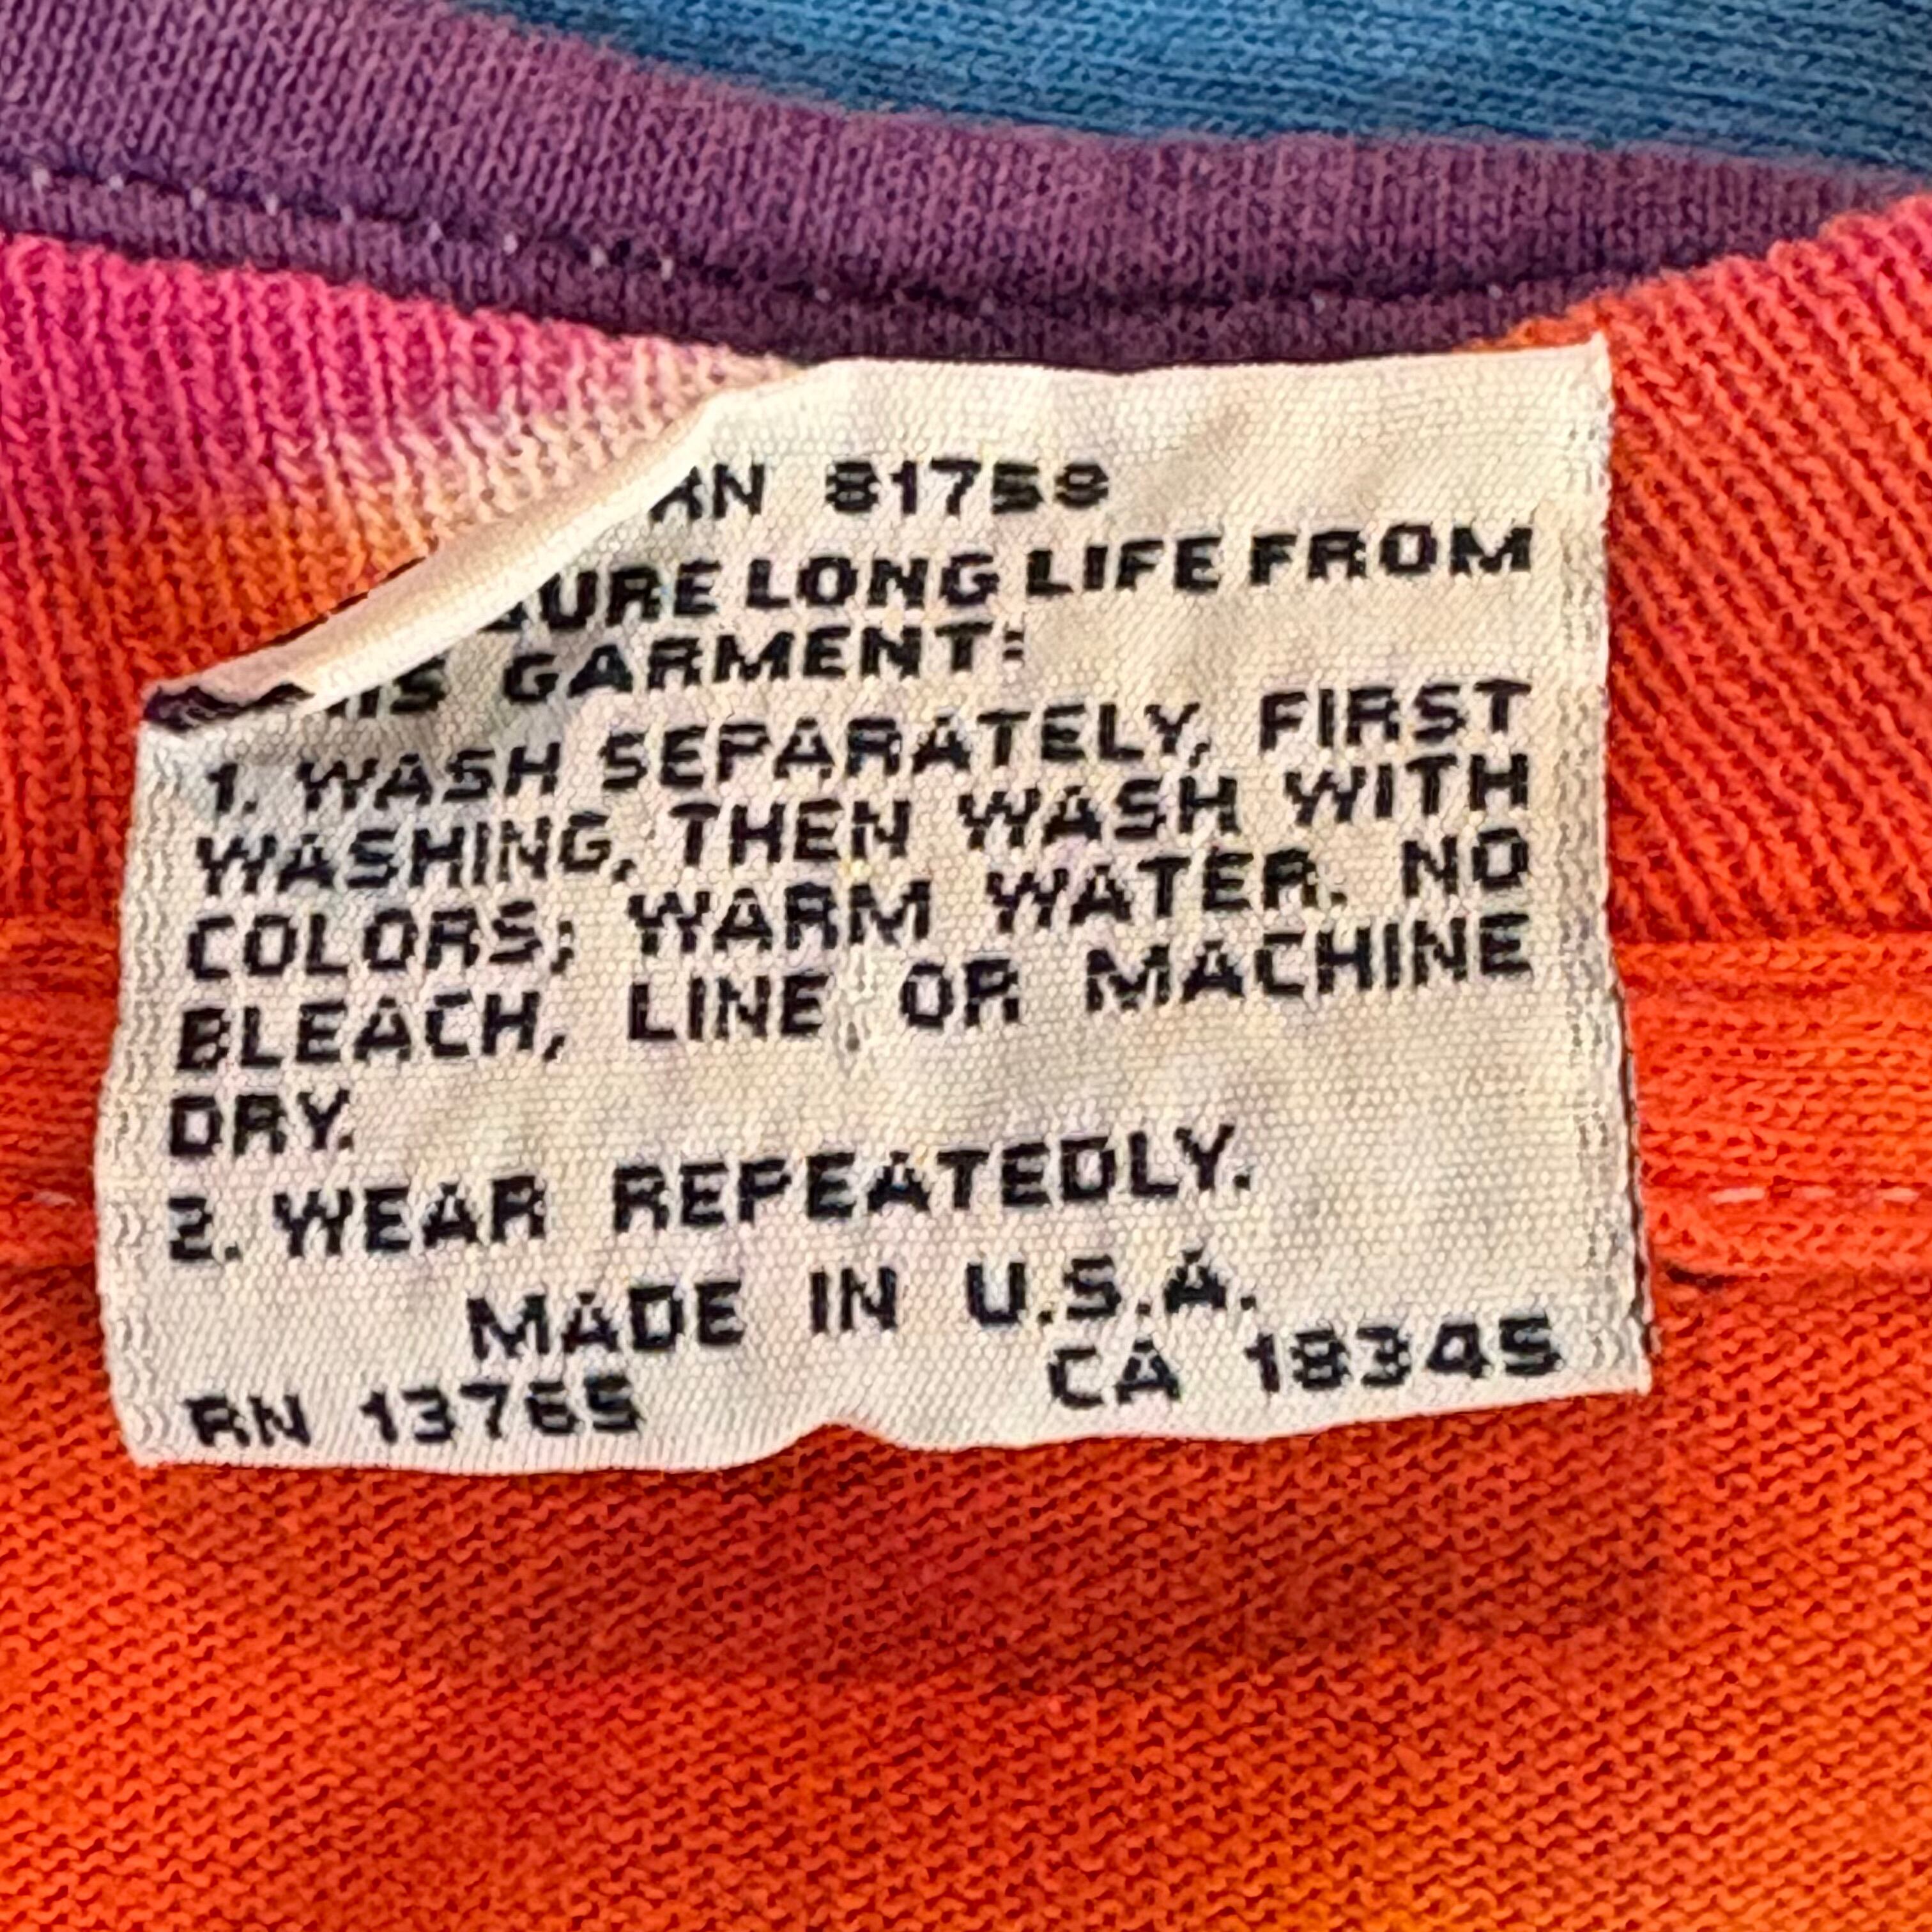 RN 81759
URE LONG LIFE FROM
GARMENT:
1. WASH SEPARATELY, FIRST
WASHING, THEN WASH WITH
COLORS; WARM WATER. NO
BLEACH, LINE OR MACHINE
DRY.
2. WEAR REPEATEDLY.
MADE IN U.S.A.
CA 18345
RN 13765